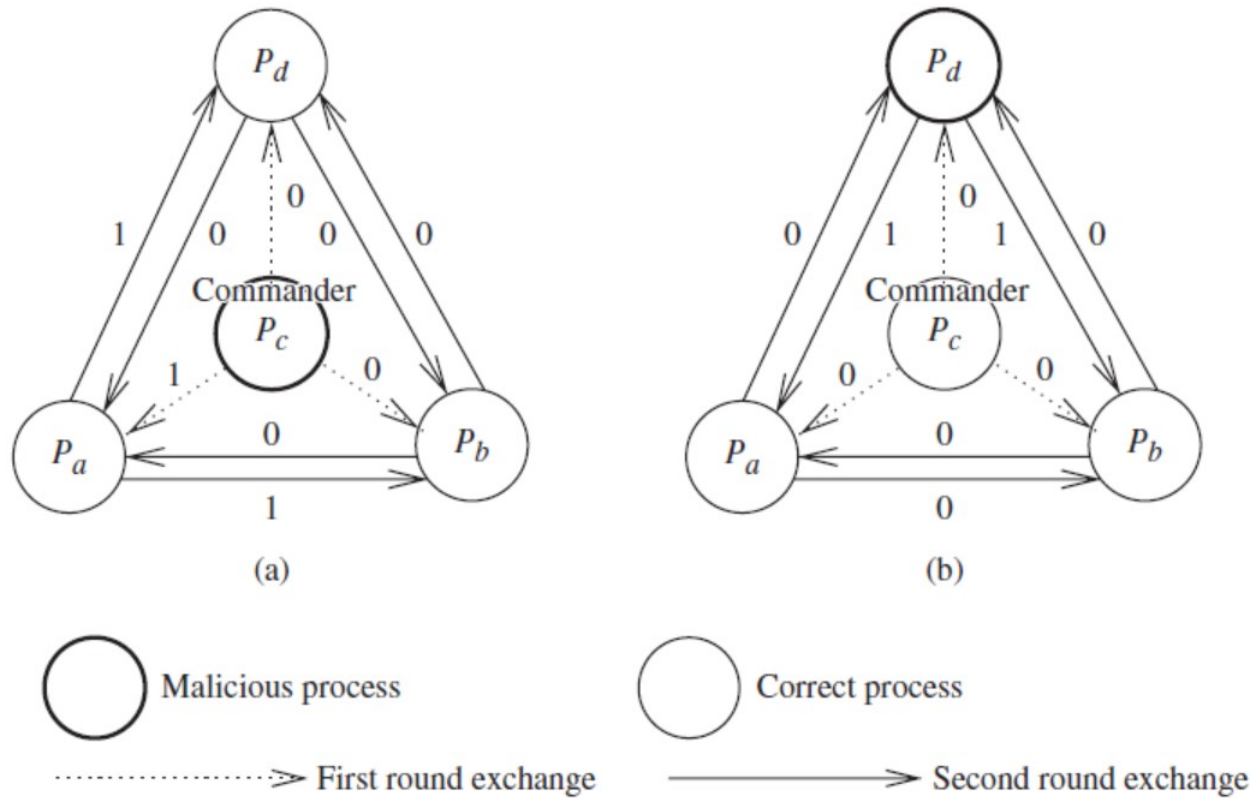 P_d P_d
0 0
1 0 0 0 0 1 1 0
Commander Commander
P_c P_c
1 0 0 0
0 0
P_a P_b P_a P_b
1 0
(a) (b)
Malicious process Correct process
First round exchange Second round exchange